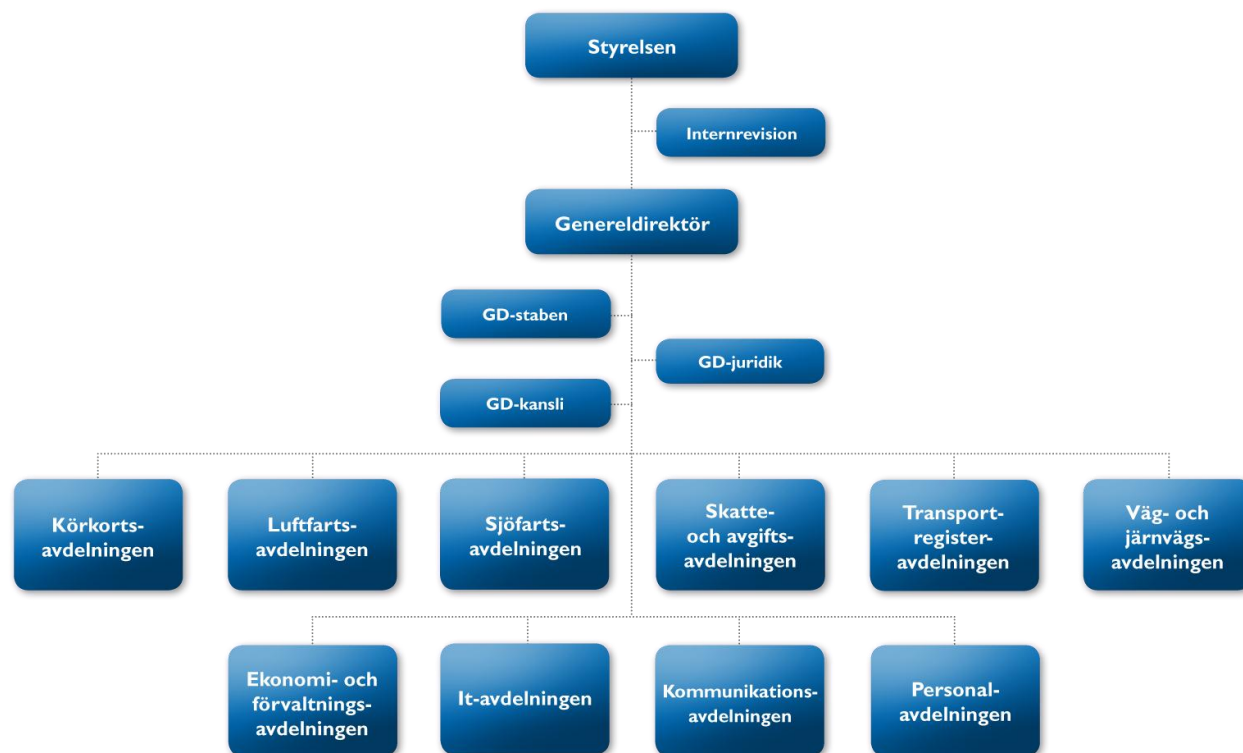 Styrelsen
Internrevision
Genereldirektör
GD-staben
GD-juridik
GD-kansli
Körkorts-
avdelningen
Luftfarts-
avdelningen
Sjöfarts-
avdelningen
Skatte-
och avgifts-
avdelningen
Transport-
register-
avdelningen
Väg- och
järnvägs-
avdelningen
Ekonomi- och
förvaltnings-
avdelningen
It-avdelningen
Kommunikations-
avdelningen
Personal-
avdelningen